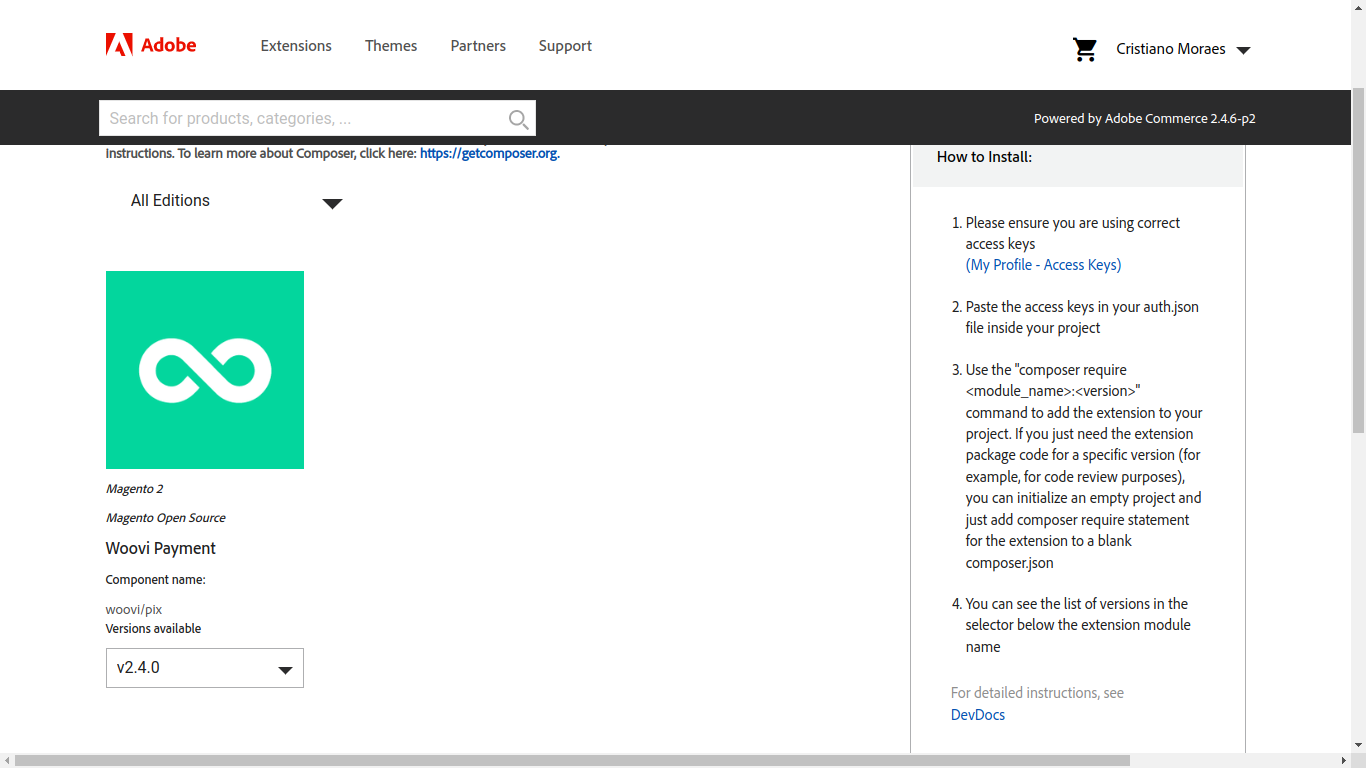 Adobe
Extensions Themes Partners Support
Cristiano Moraes
Search for products, categories, ...
Powered by Adobe Commerce 2.4.6-p2
Instructions. To learn more about Composer, click here: https://getcomposer.org.
All Editions
Magento 2
Magento Open Source
Woovi Payment
Component name:
woovi/pix
Versions available
v2.4.0
How to Install:
1. Please ensure you are using correct
access keys
(My Profile - Access Keys)
2. Paste the access keys in your auth.json
file inside your project
3. Use the "composer require
<module_name>:<version>"
command to add the extension to your
project. If you just need the extension
package code for a specific version (for
example, for code review purposes),
you can initialize an empty project and
just add composer require statement
for the extension to a blank
composer.json
4. You can see the list of versions in the
selector below the extension module
name
For detailed instructions, see
DevDocs